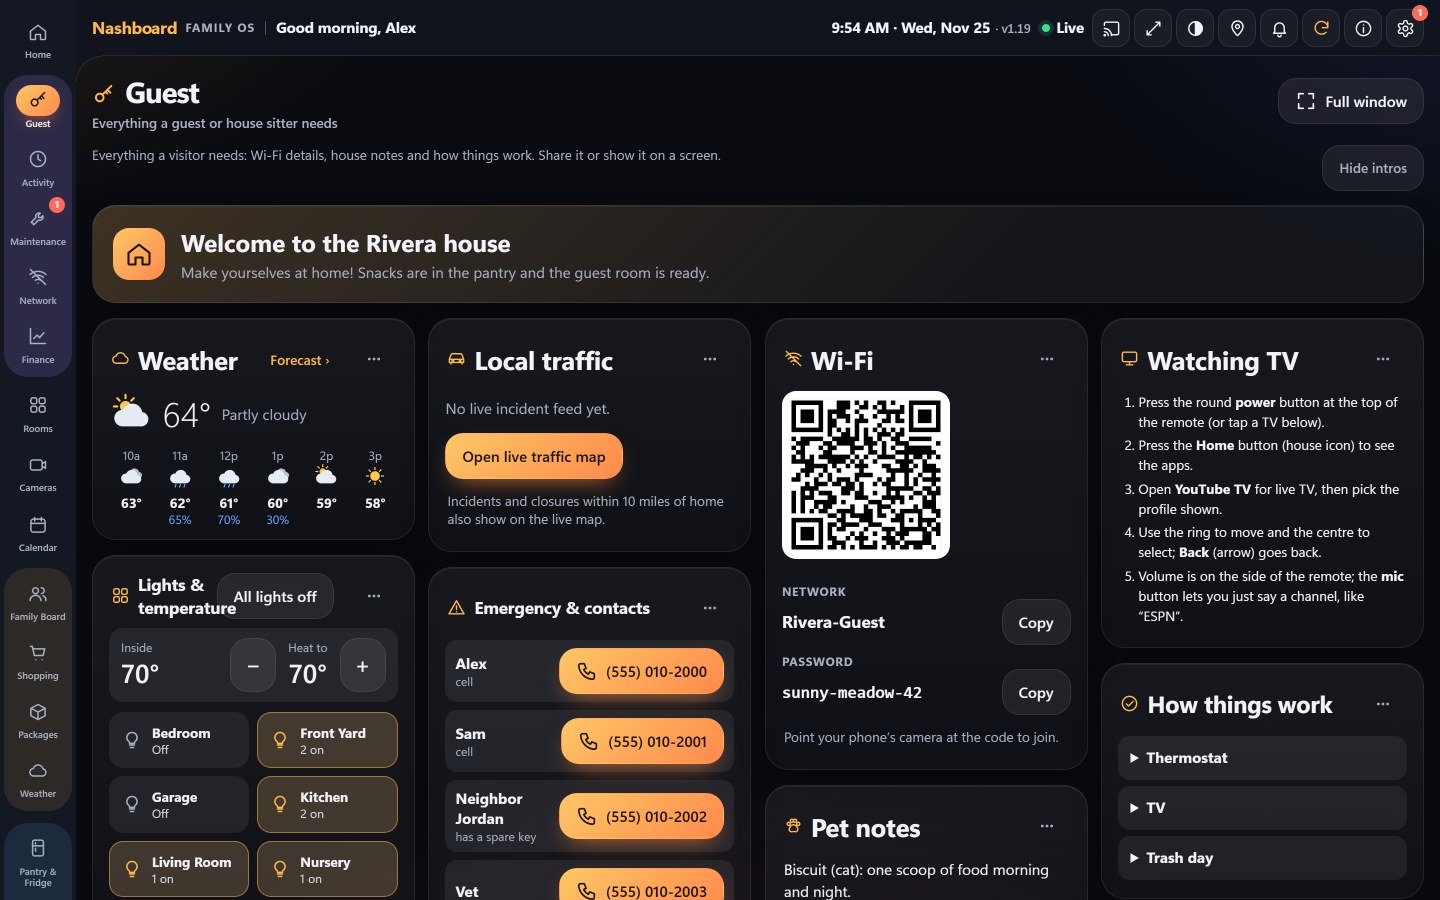 Nashboard FAMILY OS Good morning, Alex
9:54 AM · Wed, Nov 25 · v1.19 Live
1
Home
Guest
Activity
1
Maintenance
Network
Finance
Rooms
Cameras
Calendar
Family Board
Shopping
Packages
Weather
Pantry &
Fridge
Guest
Everything a guest or house sitter needs
Everything a visitor needs: Wi-Fi details, house notes and how things work. Share it or show it on a screen.
Full window
Hide intros
Welcome to the Rivera house
Make yourselves at home! Snacks are in the pantry and the guest room is ready.
Weather
Forecast ›
64° Partly cloudy
10a 11a 12p 1p 2p 3p
63° 62° 61° 60° 59° 58°
65% 70% 30%
Lights &
temperature
All lights off
Inside
70°
−
Heat to
70°
+
Bedroom
Off
Front Yard
2 on
Garage
Off
Kitchen
2 on
Living Room
1 on
Nursery
1 on
Local traffic
No live incident feed yet.
Open live traffic map
Incidents and closures within 10 miles of home
also show on the live map.
Emergency & contacts
Alex
cell
(555) 010-2000
Sam
cell
(555) 010-2001
Neighbor
Jordan
has a spare key
(555) 010-2002
Vet
(555) 010-2003
Wi-Fi
NETWORK
Rivera-Guest
Copy
PASSWORD
sunny-meadow-42
Copy
Point your phone's camera at the code to join.
Pet notes
Biscuit (cat): one scoop of food morning
and night.
Watching TV
1. Press the round power button at the top of
the remote (or tap a TV below).
2. Press the Home button (house icon) to see
the apps.
3. Open YouTube TV for live TV, then pick the
profile shown.
4. Use the ring to move and the centre to
select; Back (arrow) goes back.
5. Volume is on the side of the remote; the mic
button lets you just say a channel, like
“ESPN”.
How things work
Thermostat
TV
Trash day